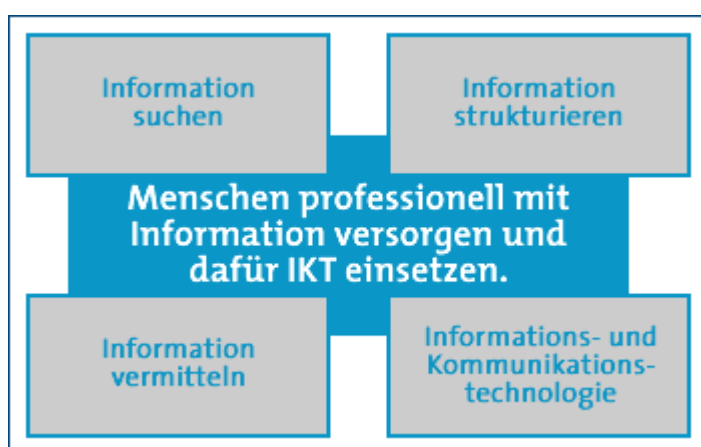 Information
suchen
Information
strukturieren
Menschen professionell mit
Information versorgen und
dafür IKT einsetzen.
Information
vermitteln
Informations- und
Kommunikations-
technologie